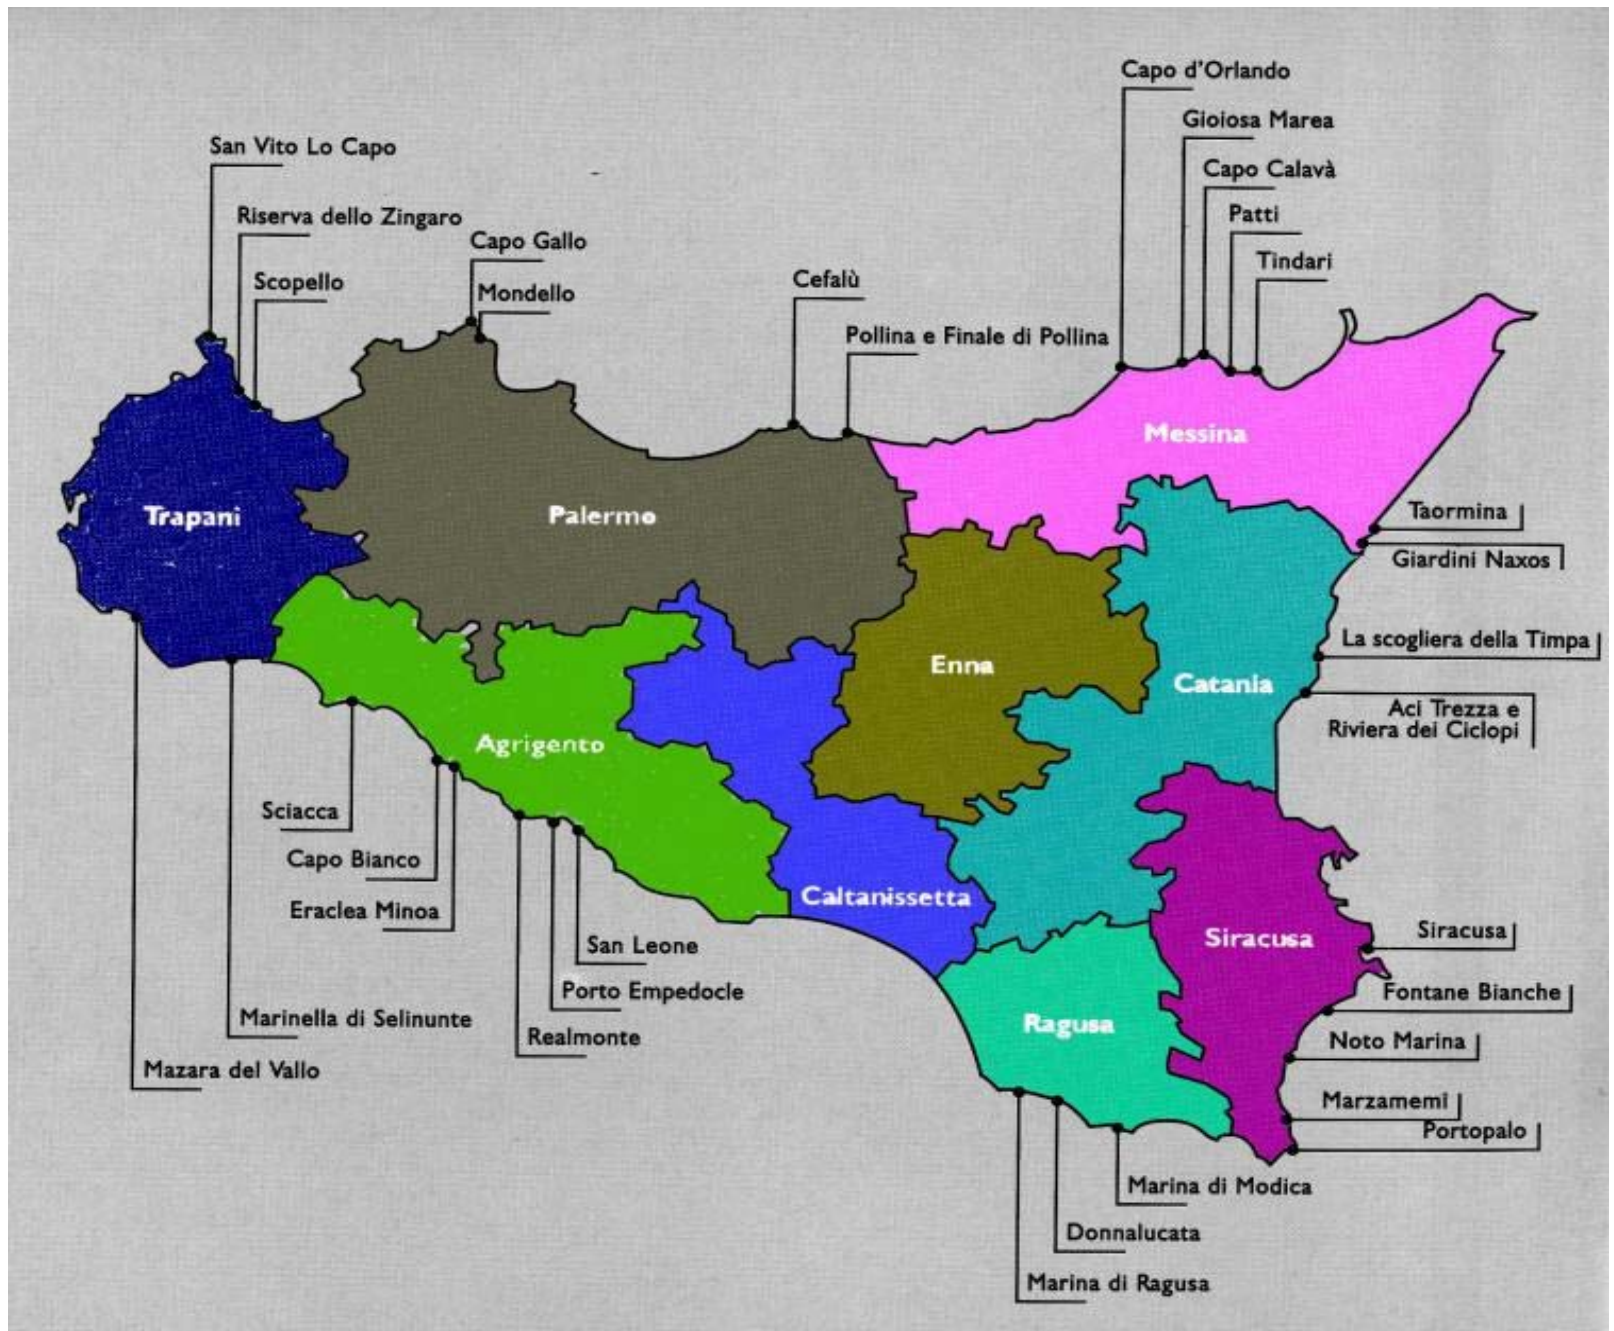 Capo d'Orlando
Gioiosa Marea
San Vito Lo Capo
Capo Calavà
Riserva dello Zingaro
Patti
Capo Gallo
Tindari
Scopello
Cefalù
Mondello
Pollina e Finale di Pollina
Messina
Trapani
Palermo
Taormina
Giardini Naxos
La scogliera della Timpa
Enna
Catania
Aci Trezza e
Riviera dei Ciclopi
Agrigento
Sciacca
Capo Bianco
Caltanissetta
Eraclea Minoa
Siracusa
Siracusa
San Leone
Porto Empedocle
Fontane Bianche
Marinella di Selinunte
Ragusa
Realmonte
Noto Marina
Mazara del Vallo
Marzamemi
Portopalo
Marina di Modica
Donnalucata
Marina di Ragusa